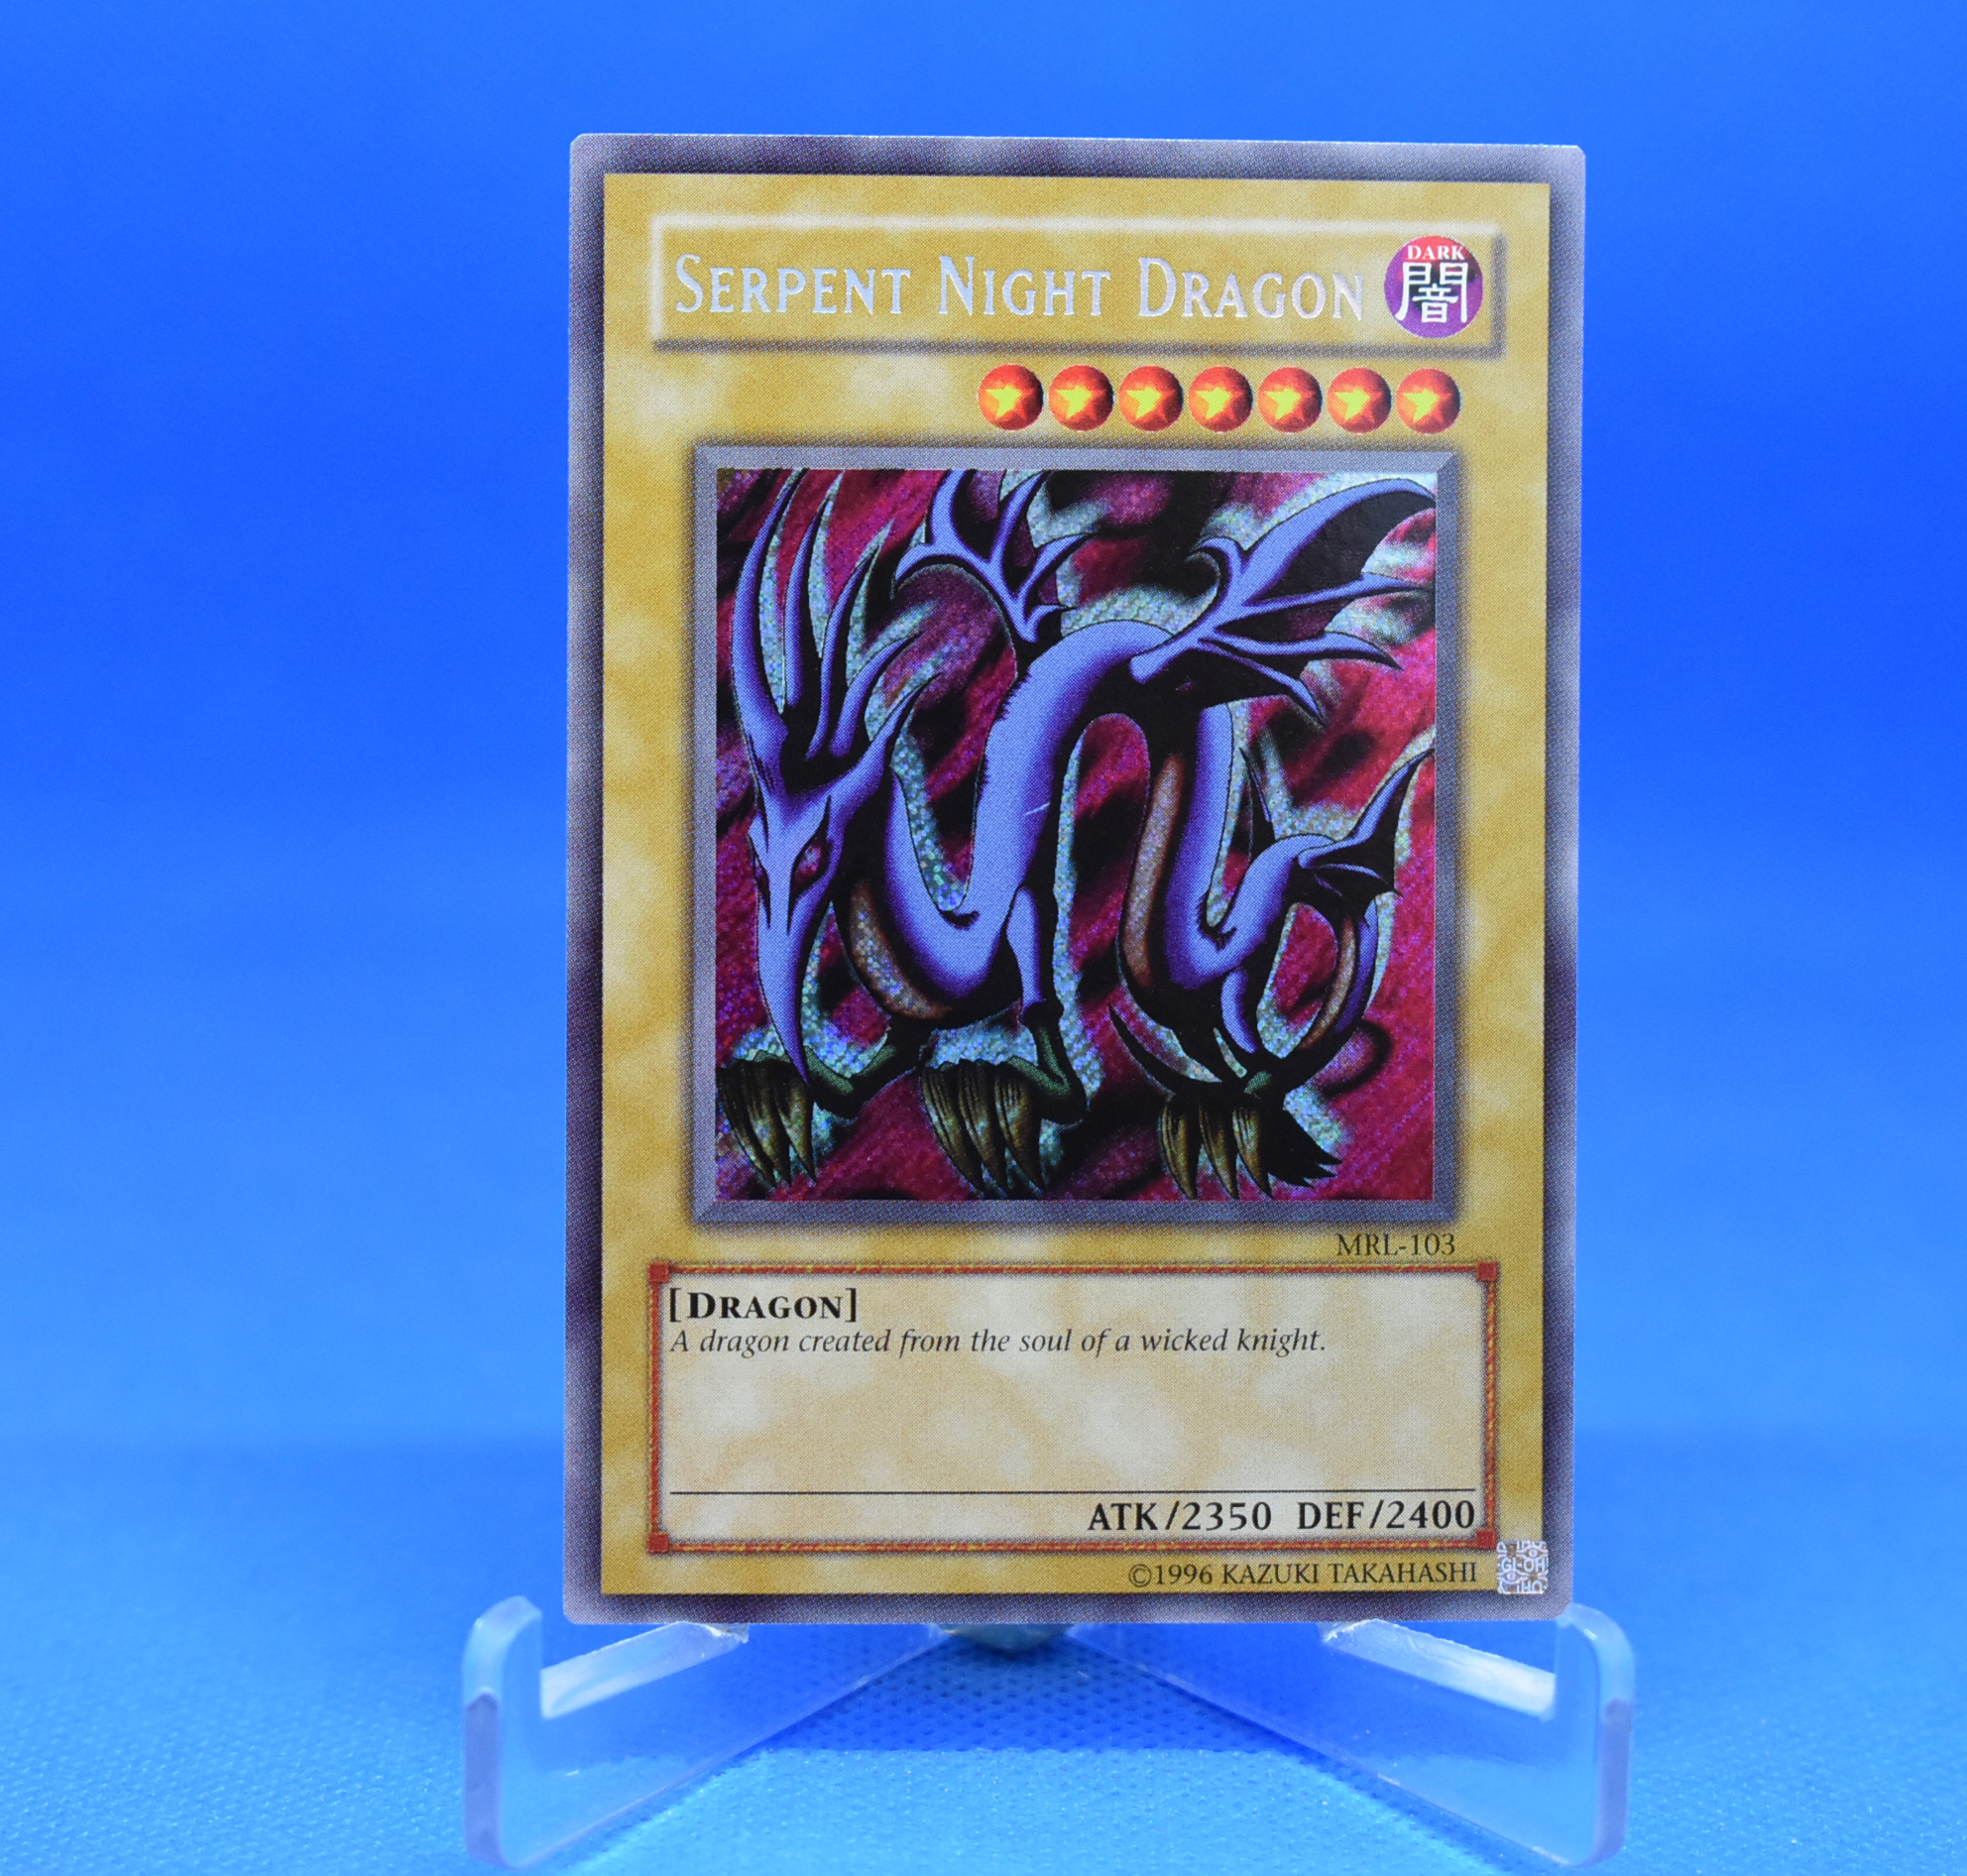 SERPENT NIGHT DRAGON
DARK
闇
MRL-103
[DRAGON]
A dragon created from the soul of a wicked knight.
ATK/2350 DEF/2400
©1996 KAZUKI TAKAHASHI